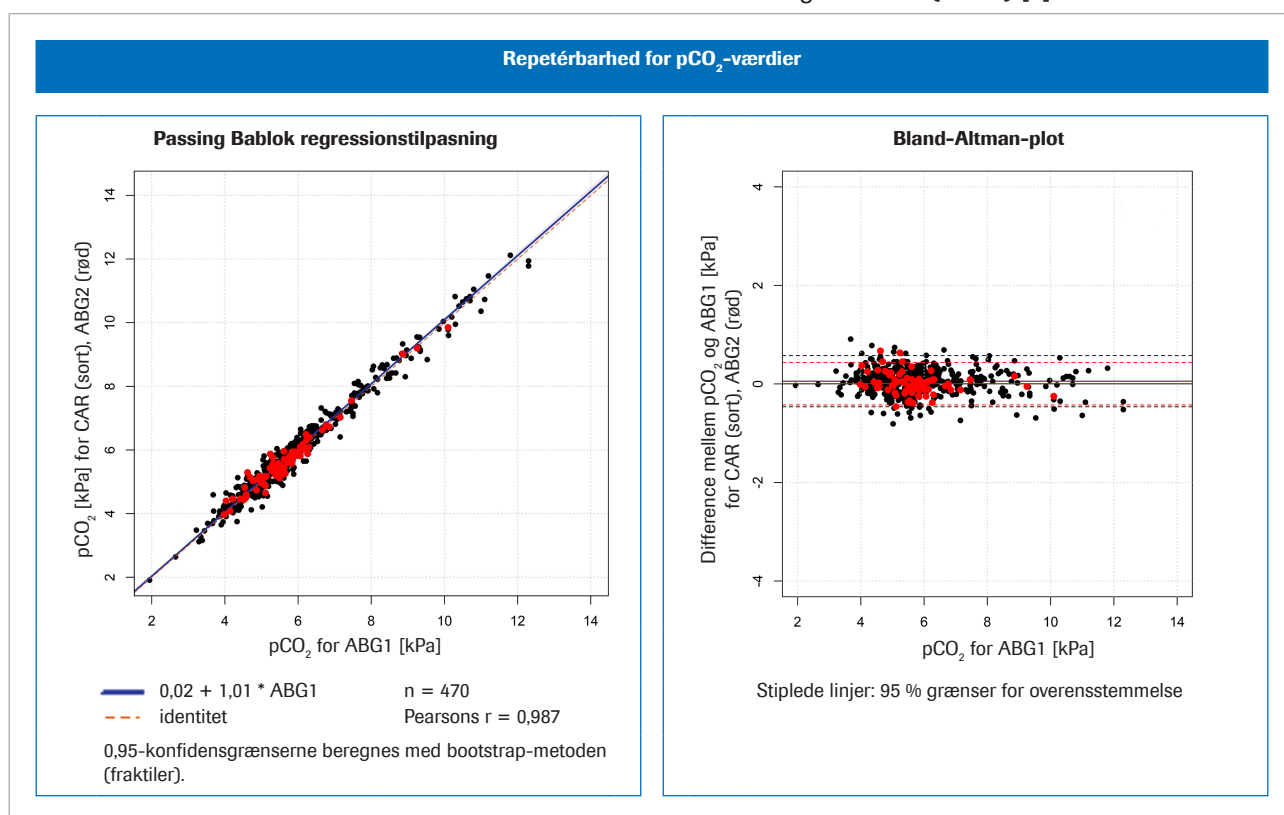 Repetérbarhed for pCO₂-værdier
Passing Bablok regressionstilpasning
pCO₂ [kPa] for CAR (sort), ABG2 (rød)
14
12
10
8
6
4
2
2 4 6 8 10 12 14
pCO₂ for ABG1 [kPa]
0,02 + 1,01 * ABG1 n = 470
identitet Pearsons r = 0,987
0,95-konfidensgrænserne beregnes med bootstrap-metoden
(fraktiler).
Bland-Altman-plot
Difference mellem pCO₂ og ABG1 [kPa]
for CAR (sort), ABG2 (rød)
4
2
0
-2
-4
2 4 6 8 10 12 14
pCO₂ for ABG1 [kPa]
Stiplede linjer: 95 % grænser for overensstemmelse